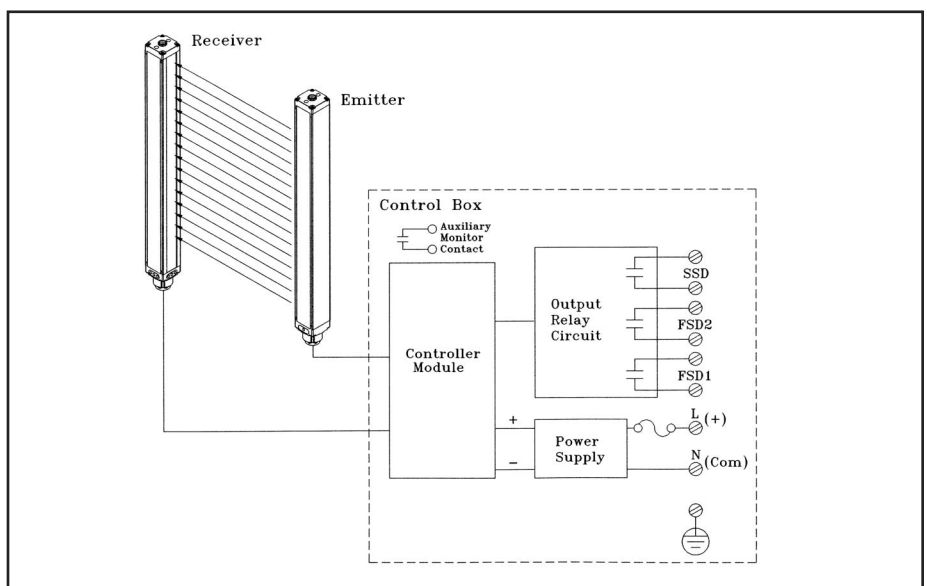 Receiver
Emitter
Control Box
Auxiliary
Monitor
Contact
Controller
Module
Output
Relay
Circuit
SSD
FSD2
FSD1
+
−
Power
Supply
L (+)
N (Com)